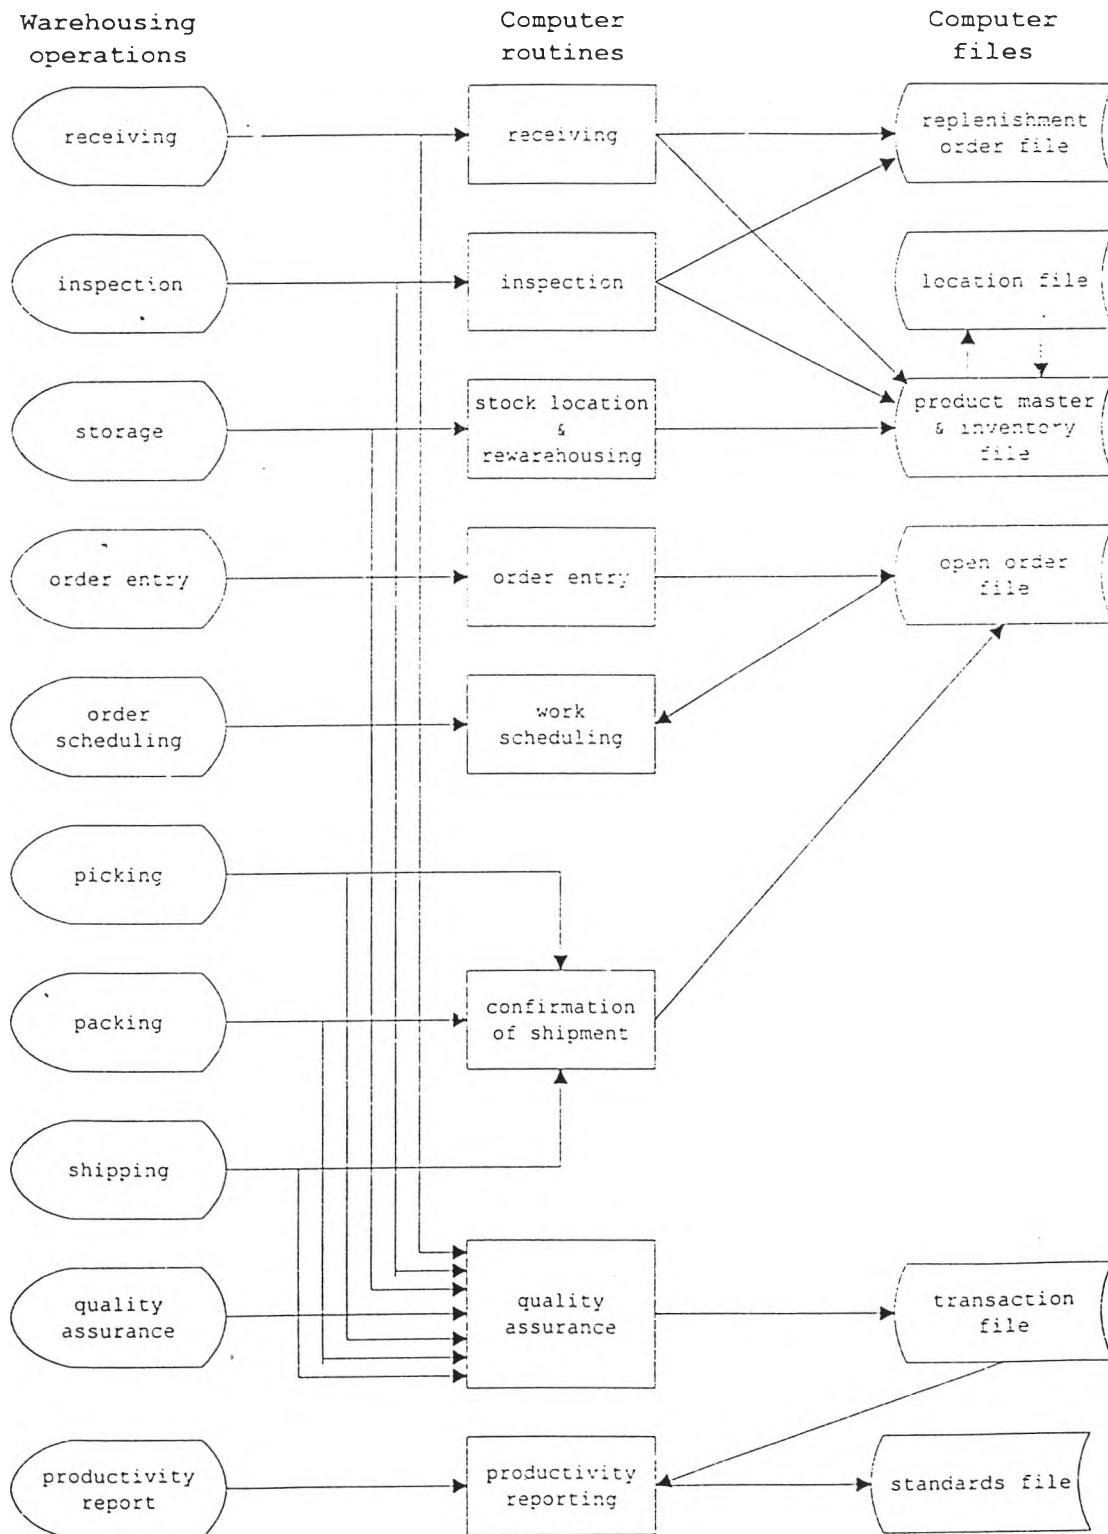 Warehousing
operations
Computer
routines
Computer
files
receiving
receiving
replenishment
order file
inspection
inspection
location file
storage
stock location
&
rewarehousing
product master
& inventory
file
order entry
order entry
open order
file
order
scheduling
work
scheduling
picking
packing
confirmation
of shipment
shipping
quality
assurance
quality
assurance
transaction
file
productivity
report
productivity
reporting
standards file